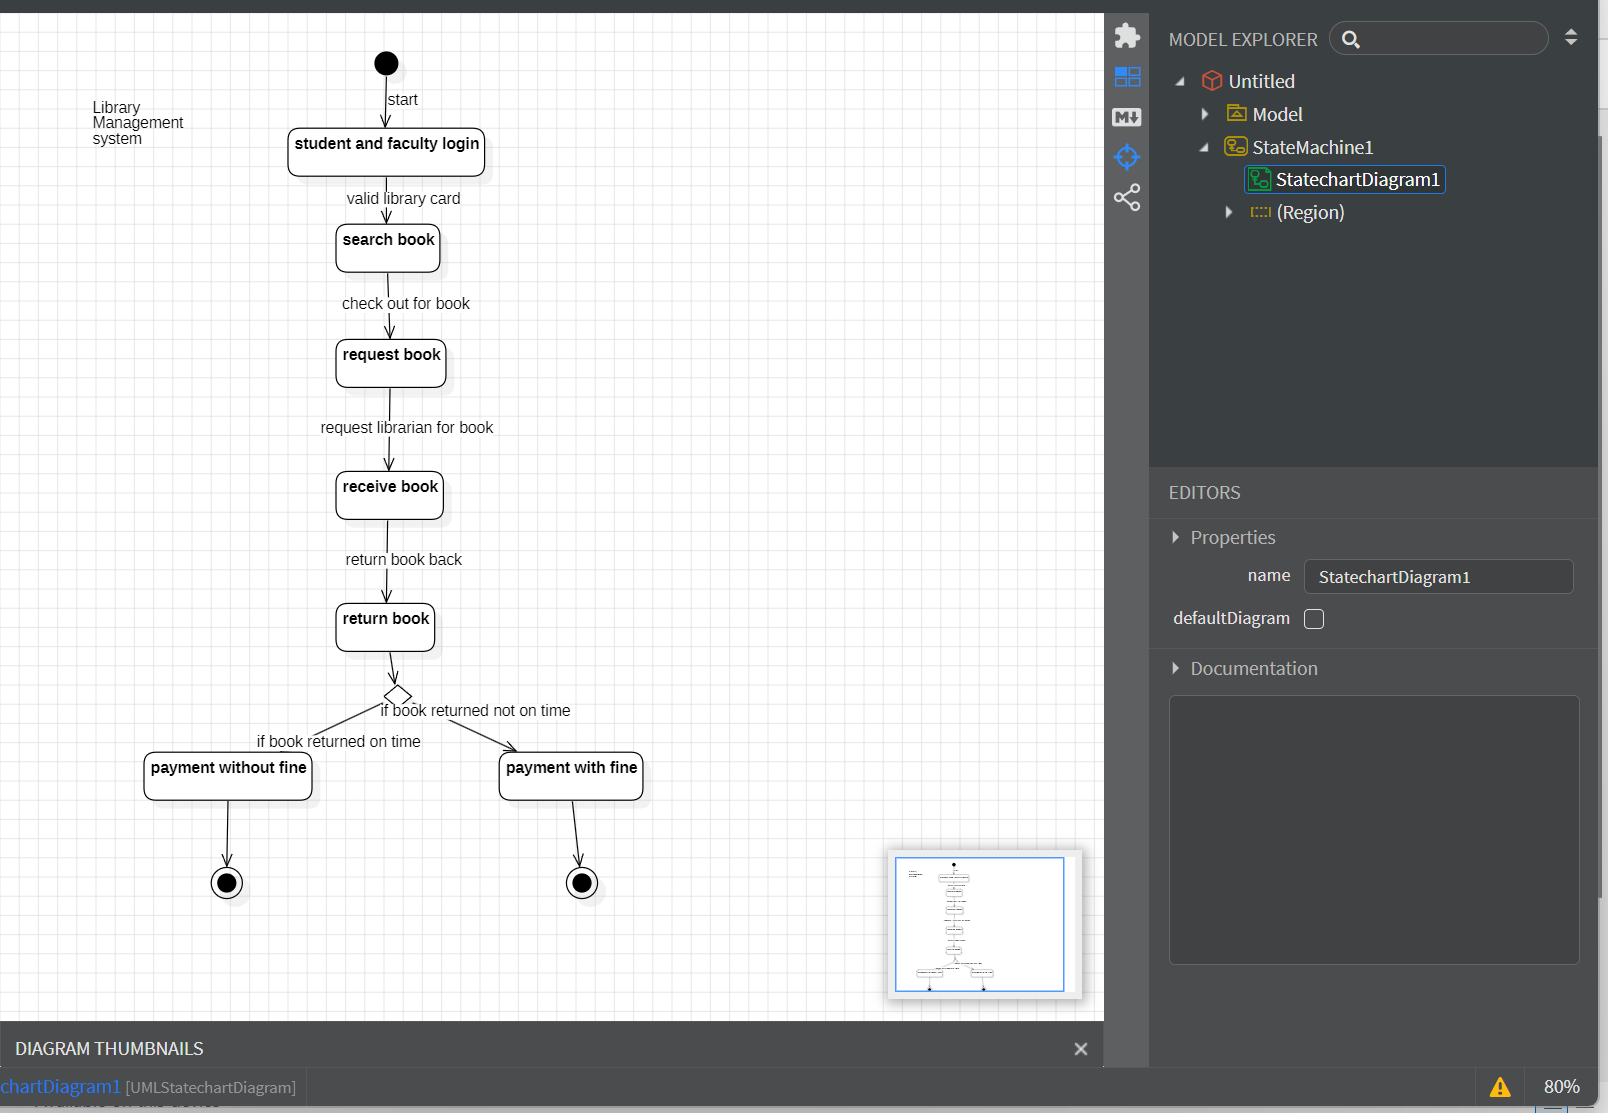 MODEL EXPLORER
Untitled
Model
StateMachine1
StatechartDiagram1
(Region)
Library
Management
system
start
student and faculty login
valid library card
search book
check out for book
request book
request librarian for book
receive book
return book back
return book
if book returned not on time
if book returned on time
payment without fine
payment with fine
EDITORS
Properties
name
StatechartDiagram1
defaultDiagram
Documentation
M
DIAGRAM THUMBNAILS
chartDiagram1 [UMLStatechartDiagram]
80%